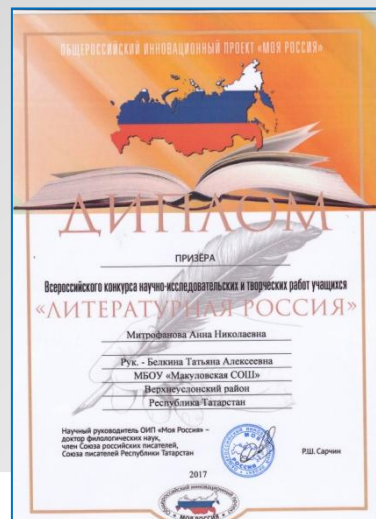 ОБЩЕРОССИЙСКИЙ ИННОВАЦИОННЫЙ ПРОЕКТ «МОЯ РОССИЯ»
ДИПЛОМ
ПРИЗЁРА
Всероссийского конкурса научно-исследовательских и творческих работ учащихся
«ЛИТЕРАТУРНАЯ РОССИЯ»
Митрофанова Анна Николаевна
Рук. - Белкина Татьяна Алексеевна
МБОУ «Макуловская СОШ»
Верхнеуслонский район
Республика Татарстан
Научный руководитель ОИП «Моя Россия» –
доктор филологических наук,
член Союза российских писателей,
Союза писателей Республики Татарстан
Р.Ш. Сарчин
2017
МОЯ РОССИЯ